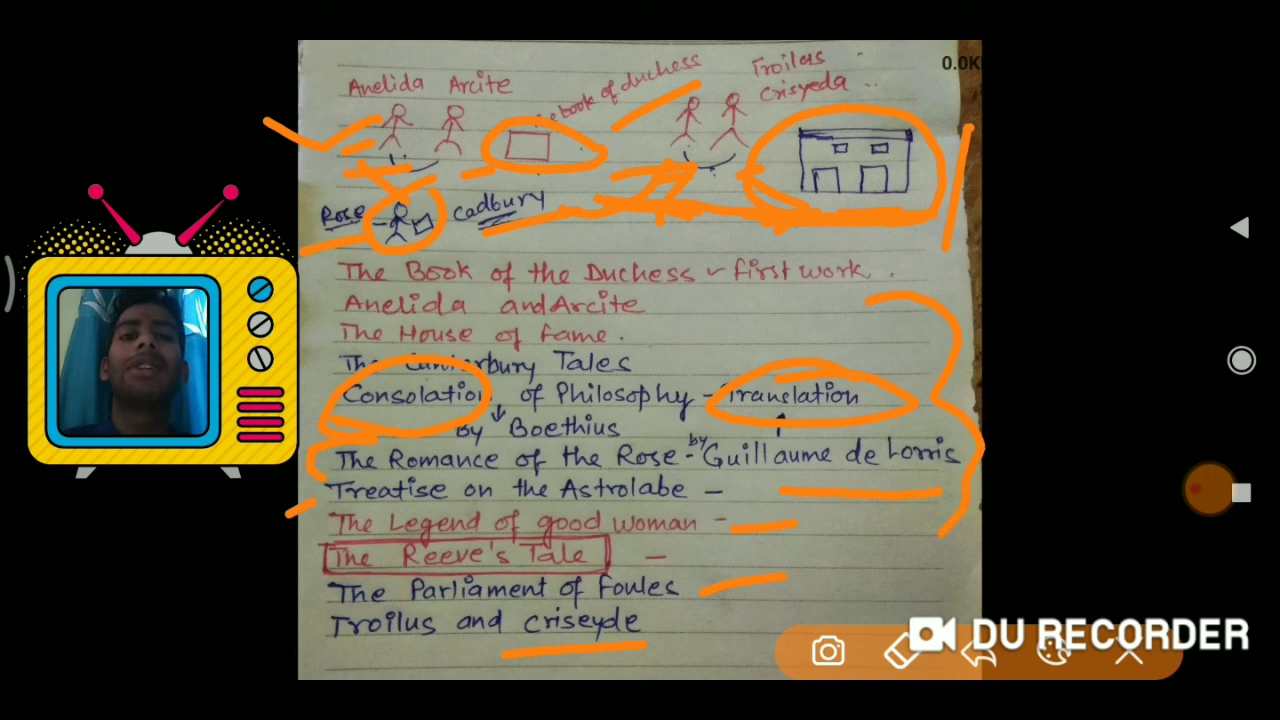 Anelida Arcite
book of duchess
Troilas
Crisyeda
0.0K
Rose
Cadbury
The Book of the Duchess first work.
Anelida and Arcite
The House of fame.
The Canterbury Tales
Consolation of Philosophy - Translation
By Boethius
The Romance of the Rose - by Guillaume de Lorris
Treatise on the Astrolabe -
The Legend of good woman -
The Reeve's Tale -
The Parliament of Foules
Troilus and criseyde
DU RECORDER